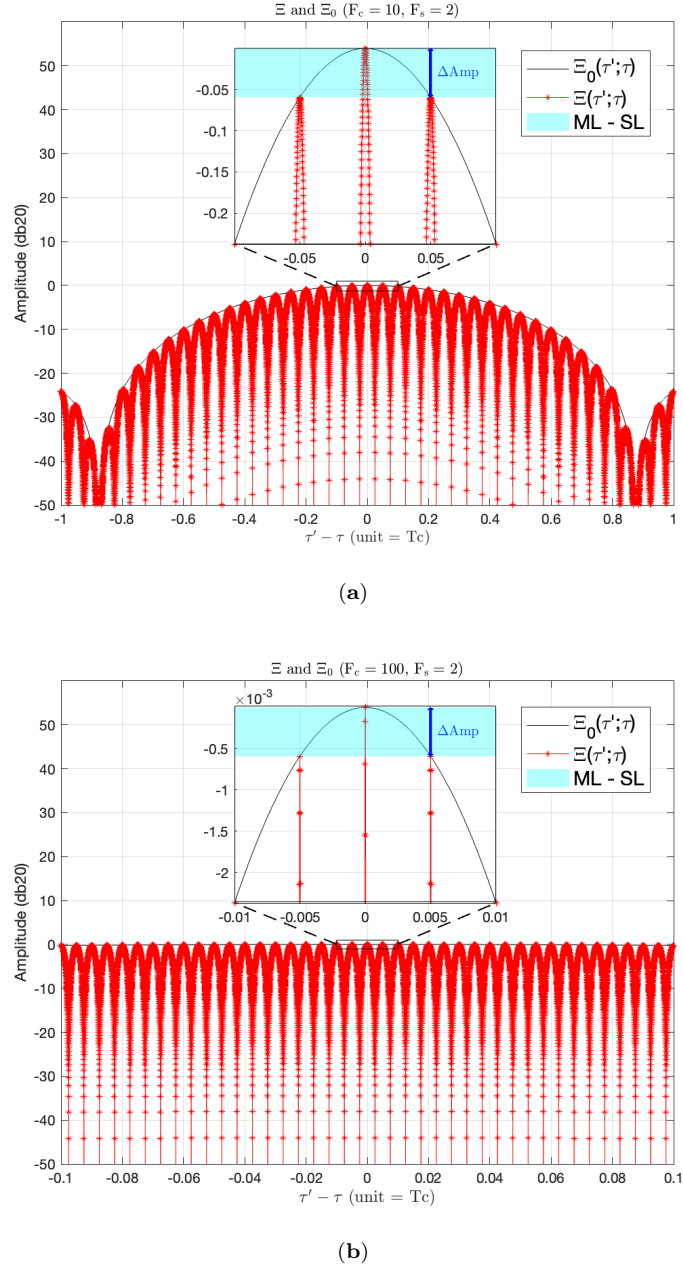 Ξ and Ξ₀ (F_c = 10, F_s = 2)
50
40
30
20
10
0
-10
-20
-30
-40
-50
Amplitude (db20)
-0.05
-0.1
-0.15
-0.2
-0.05 0 0.05
ΔAmp
Ξ₀(τ';τ)
Ξ(τ';τ)
ML - SL
-1 -0.8 -0.6 -0.4 -0.2 0 0.2 0.4 0.6 0.8 1
τ′ − τ (unit = Tc)
(a)
Ξ and Ξ₀ (F_c = 100, F_s = 2)
50
40
30
20
10
0
-10
-20
-30
-40
-50
Amplitude (db20)
×10⁻³
-0.5
-1
-1.5
-2
-0.01 -0.005 0 0.005 0.01
ΔAmp
Ξ₀(τ';τ)
Ξ(τ';τ)
ML - SL
-0.1 -0.08 -0.06 -0.04 -0.02 0 0.02 0.04 0.06 0.08 0.1
τ′ − τ (unit = Tc)
(b)